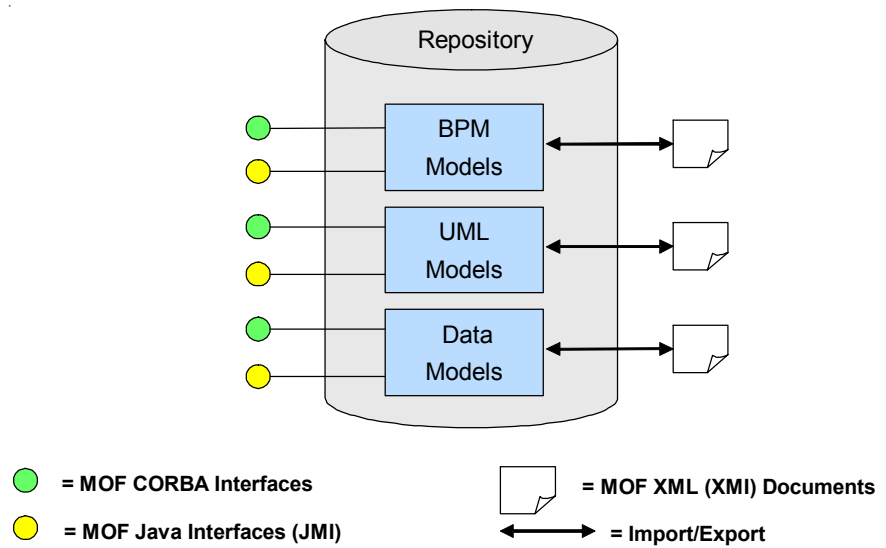 Repository
BPM
Models
UML
Models
Data
Models
= MOF CORBA Interfaces
= MOF XML (XMI) Documents
= MOF Java Interfaces (JMI)
= Import/Export